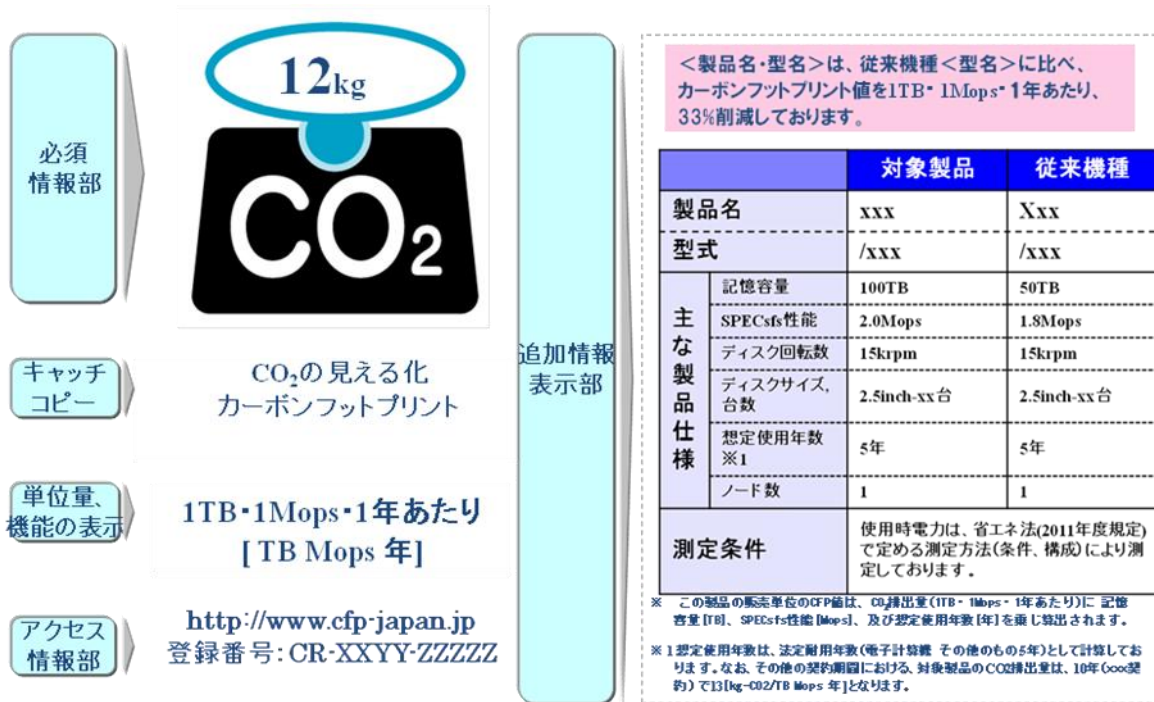 必須
情報部
12kg
CO2
キャッチ
コピー
CO₂の見える化
カーボンフットプリント
単位量、
機能の表示
1TB・1Mops・1年あたり
[ TB Mops 年]
アクセス
情報部
http://www.cfp-japan.jp
登録番号：CR-XXYY-ZZZZZ
追加情報
表示部
＜製品名・型名＞は、従来機種＜型名＞に比べ、
カーボンフットプリント値を1TB・ 1Mops・1年あたり、
33%削減しております。
対象製品 従来機種
製品名 xxx Xxx
型式 /xxx /xxx
主な製品仕様
記憶容量 100TB 50TB
SPECsfs性能 2.0Mops 1.8Mops
ディスク回転数 15krpm 15krpm
ディスクサイズ,
台数 2.5inch-xx台 2.5inch-xx台
想定使用年数
※1 5年 5年
ノード数 1 1
測定条件
使用時電力は、省エネ法(2011年度規定)
で定める測定方法(条件、構成)により測
定しております。
※ この製品の販売単位のCFP値は、CO₂排出量(1TB・1Mops・1年あたり)に 記憶
容量[TB]、SPECsfs性能[Mops]、及び想定使用年数[年]を乗じ算出されます。
※1想定使用年数は、法定耐用年数(電子計算機 その他のもの5年)として計算してお
ります。なお、その他の契約期間における、対象製品のCO2排出量は、10年(xxx契
約)で13[kg-CO2/TB Mops 年]となります。